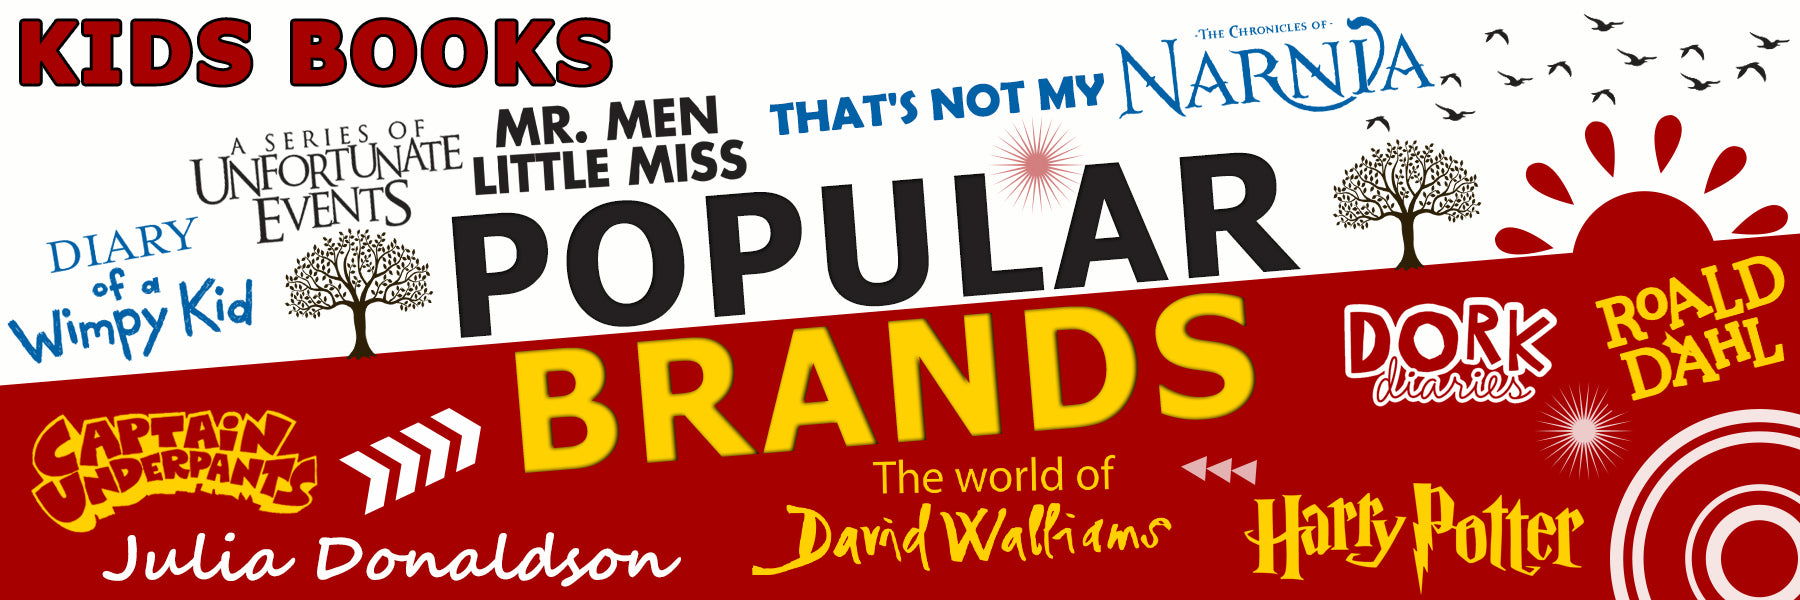 KIDS BOOKS
A SERIES OF
UNFORTUNATE
EVENTS
MR. MEN
LITTLE MISS
THAT'S NOT MY
-THE CHRONICLES OF-
NARNIA
DIARY
of a
Wimpy Kid
POPULAR
BRANDS
DORK
diaries
ROALD
DAHL
CAPTAIN
UNDERPANTS
Julia Donaldson
The world of
David Walliams
HARRY POTTER